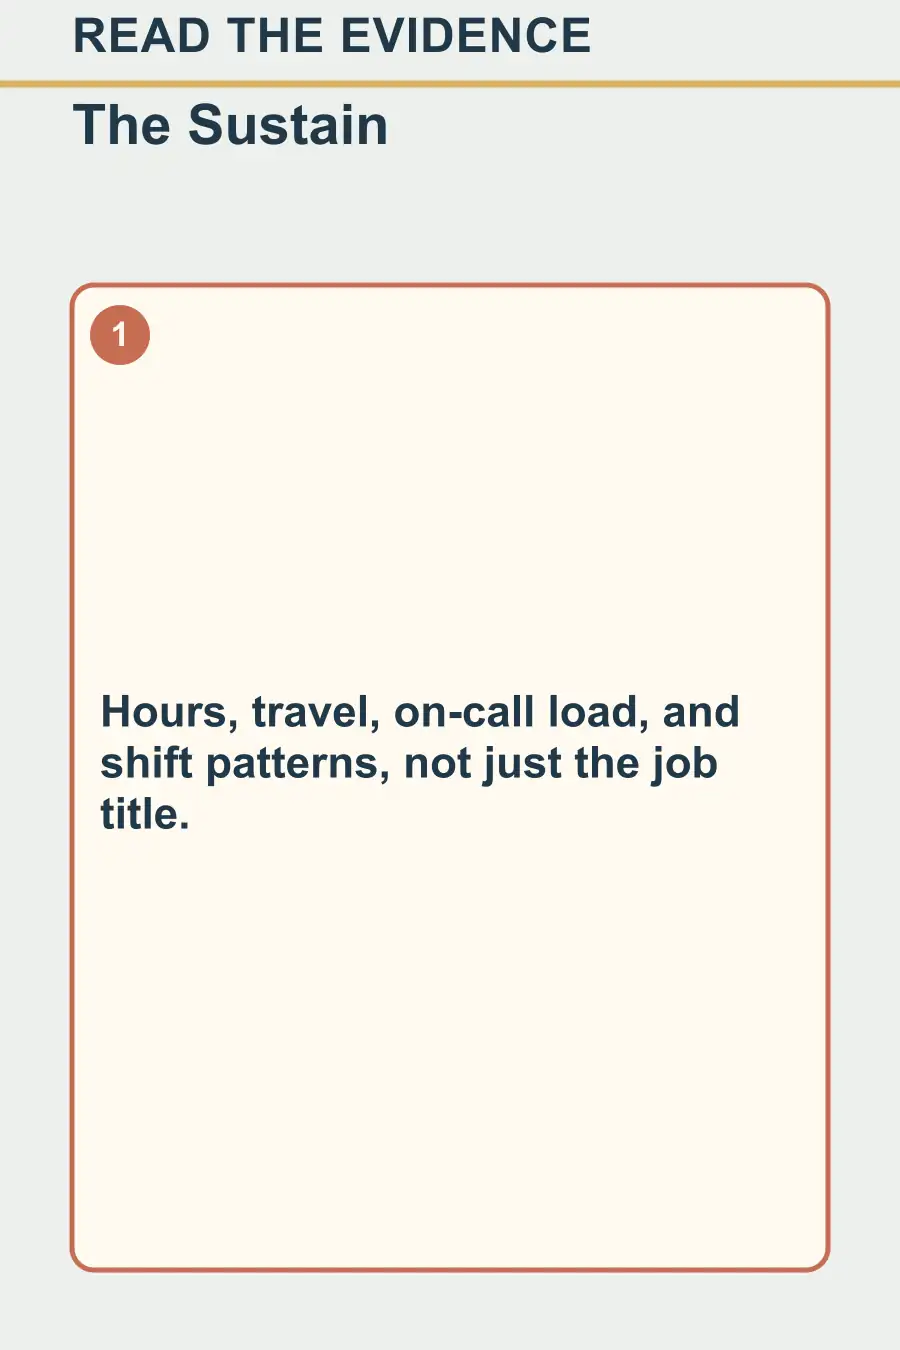 READ THE EVIDENCE
The Sustain
1
Hours, travel, on-call load, and
shift patterns, not just the job
title.